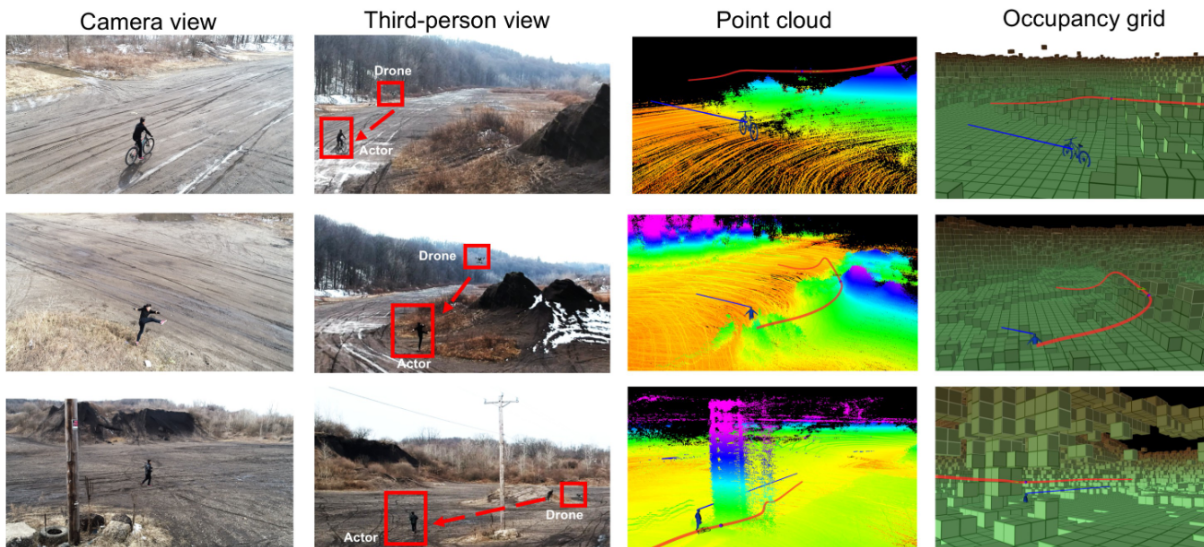 Camera view
Third-person view
Point cloud
Occupancy grid
Drone
Actor
Drone
Actor
Actor
Drone